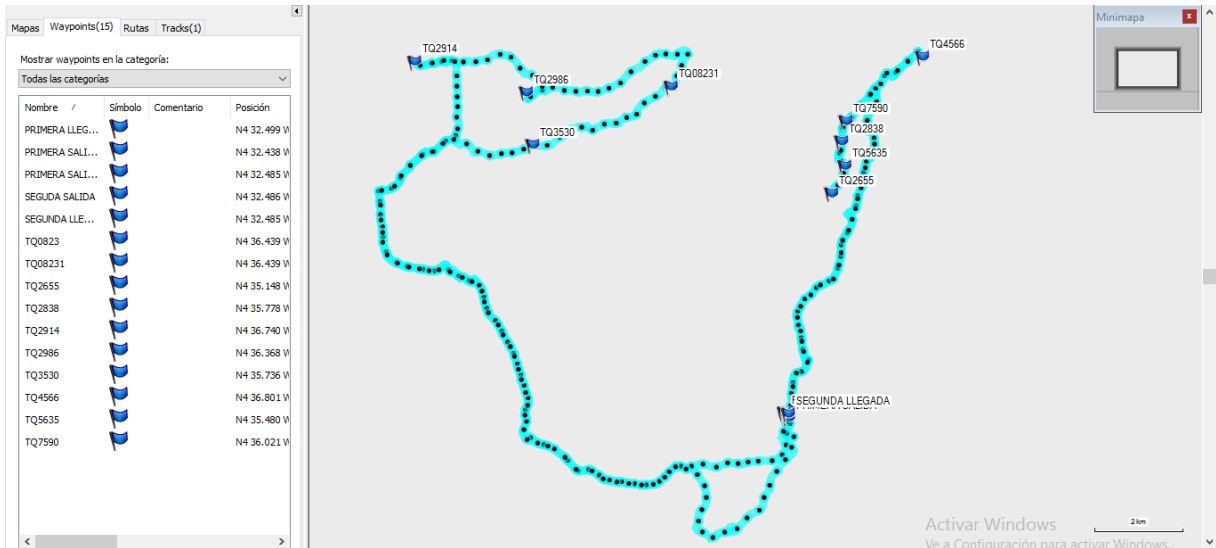 Mapas Waypoints(15) Rutas Tracks(1)
Mostrar waypoints en la categoría:
Todas las categorías
Nombre / Símbolo Comentario Posición
PRIMERA LLEG... N4 32.499 W
PRIMERA SALI... N4 32.438 W
PRIMERA SALI... N4 32.485 W
SEGUDA SALIDA N4 32.486 W
SEGUNDA LLE... N4 32.485 W
TQ0823 N4 36.439 W
TQ08231 N4 36.439 W
TQ2655 N4 35.148 W
TQ2838 N4 35.778 W
TQ2914 N4 36.740 W
TQ2986 N4 36.368 W
TQ3530 N4 35.736 W
TQ4566 N4 36.801 W
TQ5635 N4 35.480 W
TQ7590 N4 36.021 W
TQ2914
TQ2986
TQ08231
TQ3530
TQ4566
TQ7590
TQ2838
TQ5635
TQ2655
SEGUNDA LLEGADA
PRIMERA SALIDA
Minimapa
x
2 km
Activar Windows
Ve a Configuración para activar Windows.